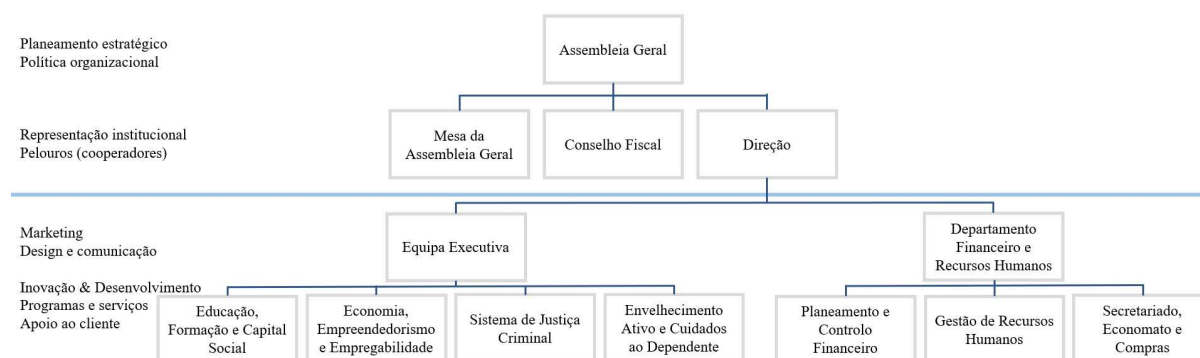 Planeamento estratégico
Política organizacional
Assembleia Geral
Representação institucional
Pelouros (cooperadores)
Mesa da
Assembleia Geral
Conselho Fiscal
Direção
Marketing
Design e comunicação
Equipa Executiva
Departamento
Financeiro e
Recursos Humanos
Inovação & Desenvolvimento
Programas e serviços
Apoio ao cliente
Educação,
Formação e Capital
Social
Economia,
Empreendedorismo
e Empregabilidade
Sistema de Justiça
Criminal
Envelhecimento
Ativo e Cuidados
ao Dependente
Planeamento e
Controlo
Financeiro
Gestão de Recursos
Humanos
Secretariado,
Economato e
Compras